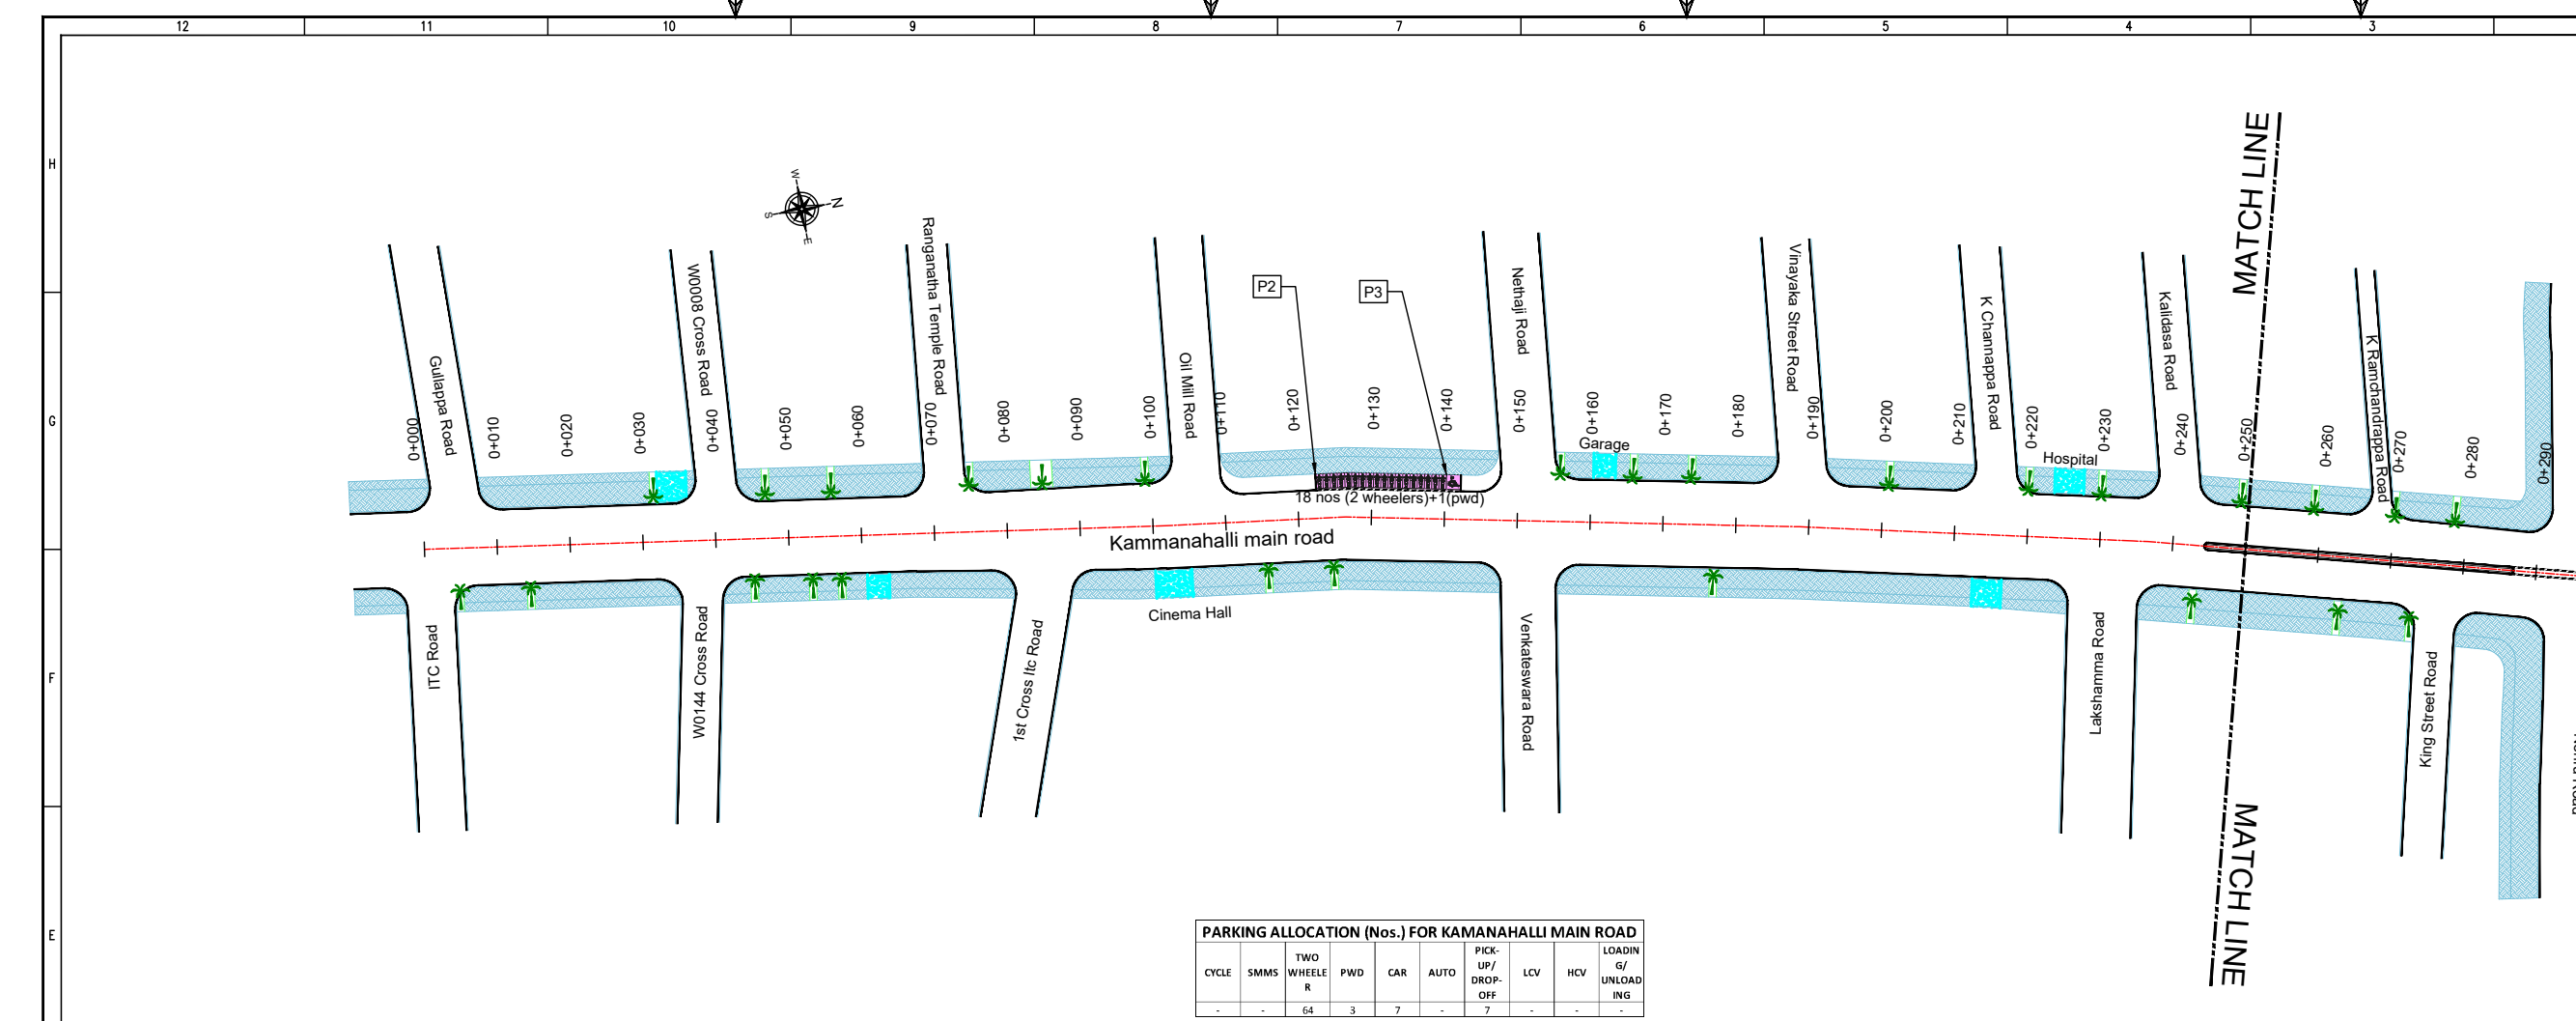 12 11 10 9 8 7 6 5 4 3
H
G
F
E
W
N
S
E
MATCH LINE
P2
P3
Gullappa Road
W0008 Cross Road
Ranganatha Temple Road
Oil Mill Road
Nethaji Road
Vinayaka Street Road
K Channappa Road
Kalidasa Road
K Ramchandrappa Road
0+000
0+010
0+020
0+030
0+040
0+050
0+060
0+070
0+080
0+090
0+100
0+110
0+120
0+130
0+140
0+150
0+160
0+170
0+180
0+190
0+200
0+210
0+220
0+230
0+240
0+250
0+260
0+270
0+280
0+290
Garage
Hospital
18 nos (2 wheelers)+1(pwd)
Kammanahalli main road
Cinema Hall
ITC Road
W0144 Cross Road
1st Cross Itc Road
Venkateswara Road
Lakshamma Road
King Street Road
MATCH LINE
PARKING ALLOCATION (Nos.) FOR KAMANAHALLI MAIN ROAD
CYCLE
SMMS
TWO
WHEELE
R
PWD
CAR
AUTO
PICK-
UP/
DROP-
OFF
LCV
HCV
LOADIN
G/
UNLOAD
ING
- - 64 3 7 - 7 - - -